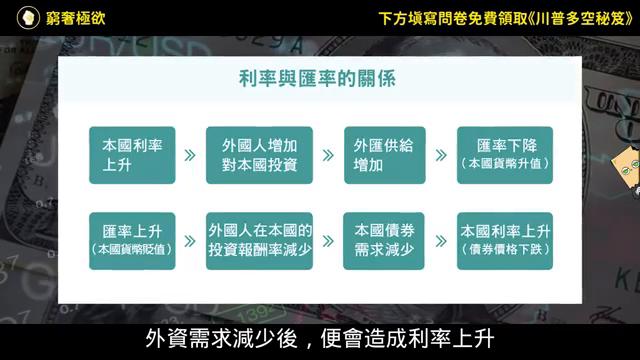 窮奢極欲
下方填寫問卷免費領取《川普多空秘笈》
利率與匯率的關係
本國利率
上升
外國人增加
對本國投資
外匯供給
增加
匯率下降
(本國貨幣升值)
匯率上升
(本國貨幣貶值)
外國人在本國的
投資報酬率減少
本國債券
需求減少
本國利率上升
(債券價格下跌)
外資需求減少後，便會造成利率上升